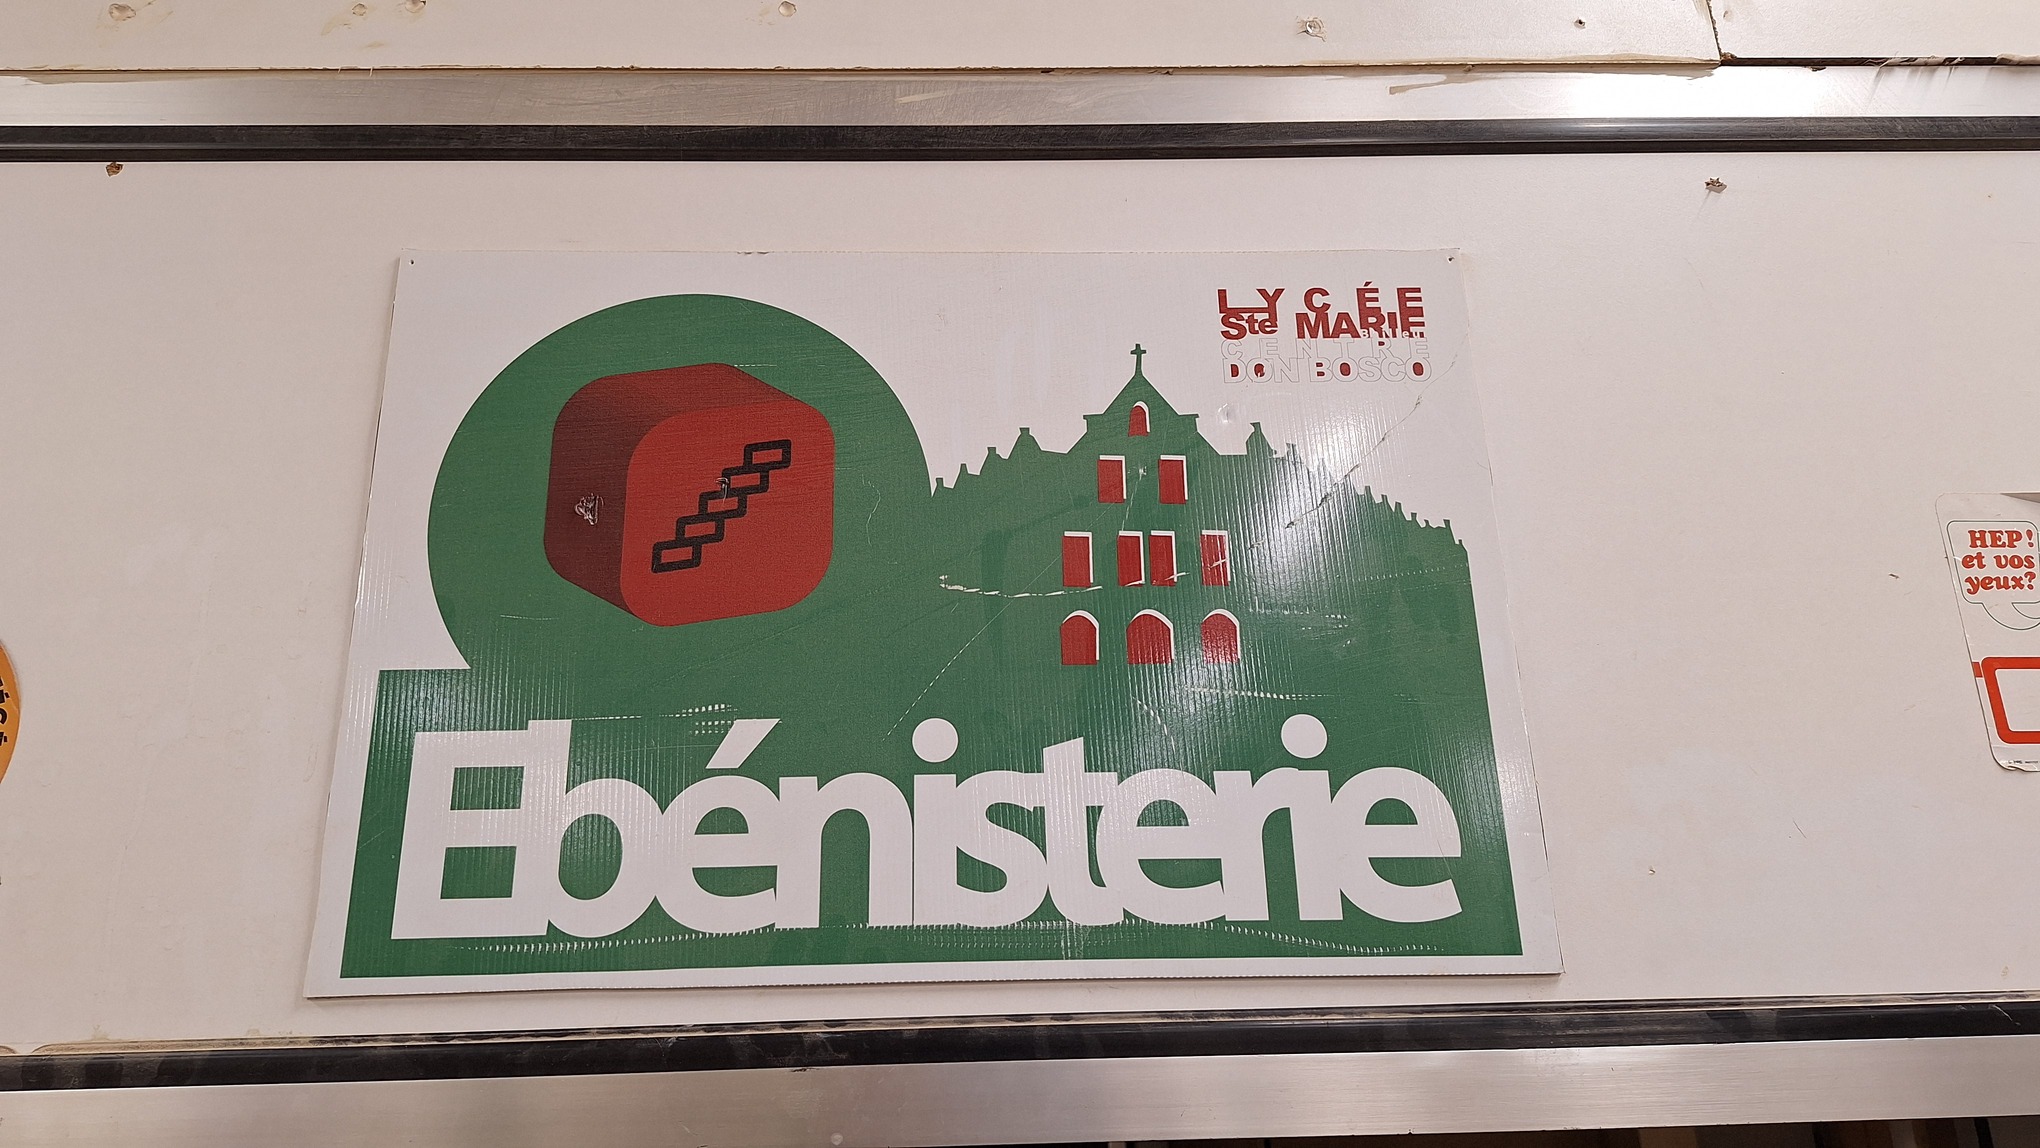 LYCÉE
Ste MARIE
CENTRE
DON BOSCO
Ebénisterie
HEP!
et vos
yeux?